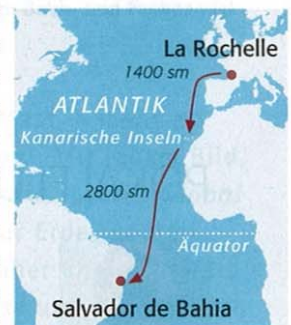 La Rochelle
1400 sm
ATLANTIK
Kanarische Inseln
2800 sm
Äquator
Salvador de Bahia